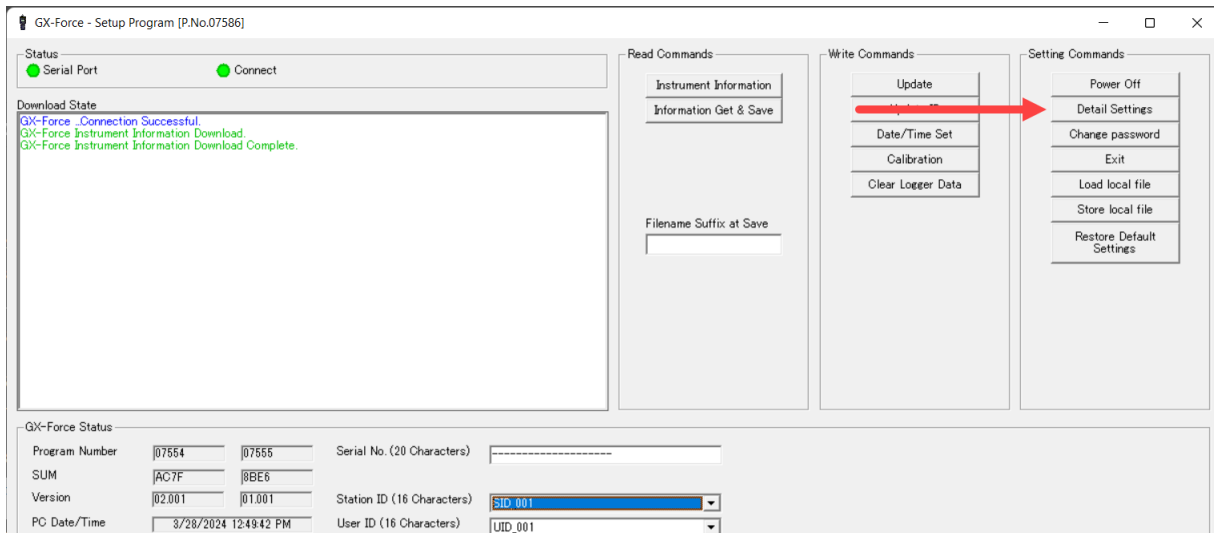 GX-Force - Setup Program [P.No.07586]
Status
Serial Port
Connect
Download State
GX-Force ...Connection Successful.
GX-Force Instrument Information Download.
GX-Force Instrument Information Download Complete.
Read Commands
Instrument Information
Information Get & Save
Filename Suffix at Save
Write Commands
Update
Date/Time Set
Calibration
Clear Logger Data
Setting Commands
Power Off
Detail Settings
Change password
Exit
Load local file
Store local file
Restore Default
Settings
GX-Force Status
Program Number
07554
07555
Serial No. (20 Characters)
--------------------
SUM
AC7F
8BE6
Version
02.001
01.001
Station ID (16 Characters)
SID_001
PC Date/Time
3/28/2024 12:49:42 PM
User ID (16 Characters)
UID_001